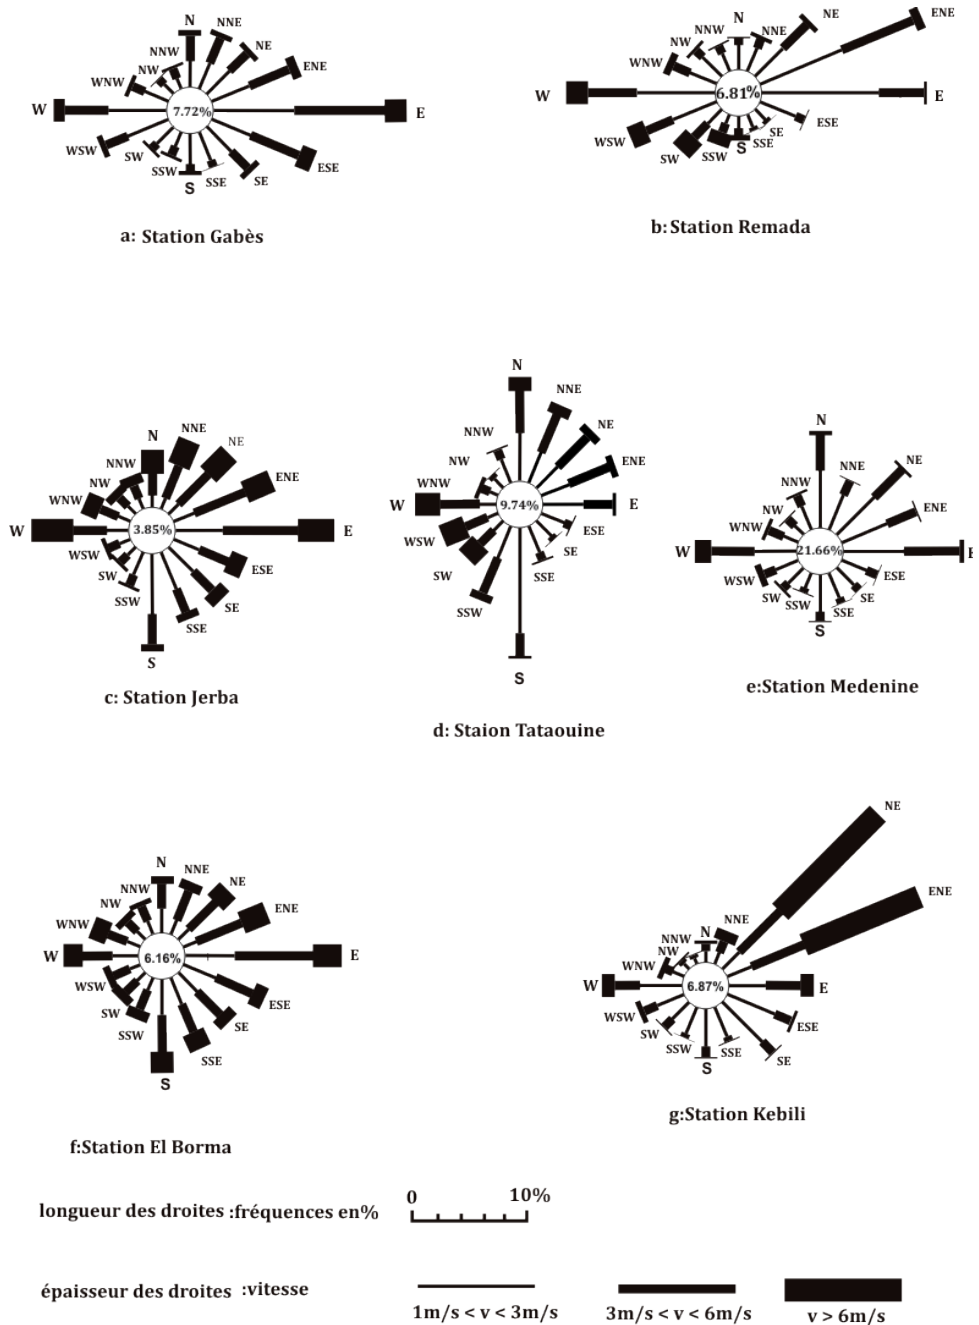 N
NNE
NE
ENE
E
ESE
SE
SSE
S
SSW
SW
WSW
W
WNW
NW
NNW
7.72%
a: Station Gabès
N
NNE
NE
ENE
E
ESE
SE
SSE
S
SSW
SW
WSW
W
WNW
NW
NNW
6.81%
b: Station Remada
N
NNE
NE
ENE
E
ESE
SE
SSE
S
SSW
SW
WSW
W
WNW
NW
NNW
3.85%
c: Station Jerba
N
NNE
NE
ENE
E
ESE
SE
SSE
S
SSW
SW
WSW
W
WNW
NW
NNW
9.74%
d: Staion Tataouine
N
NNE
NE
ENE
E
ESE
SE
SSE
S
SSW
SW
WSW
W
WNW
NW
NNW
21.66%
e:Station Medenine
N
NNE
NE
ENE
E
ESE
SE
SSE
S
SSW
SW
WSW
W
WNW
NW
NNW
6.16%
f:Station El Borma
N
NNE
NE
ENE
E
ESE
SE
SSE
S
SSW
SW
WSW
W
WNW
NW
NNW
6.87%
g:Station Kebili
longueur des droites :fréquences en%
0 10%
épaisseur des droites :vitesse
1m/s < v < 3m/s
3m/s < v < 6m/s
v > 6m/s